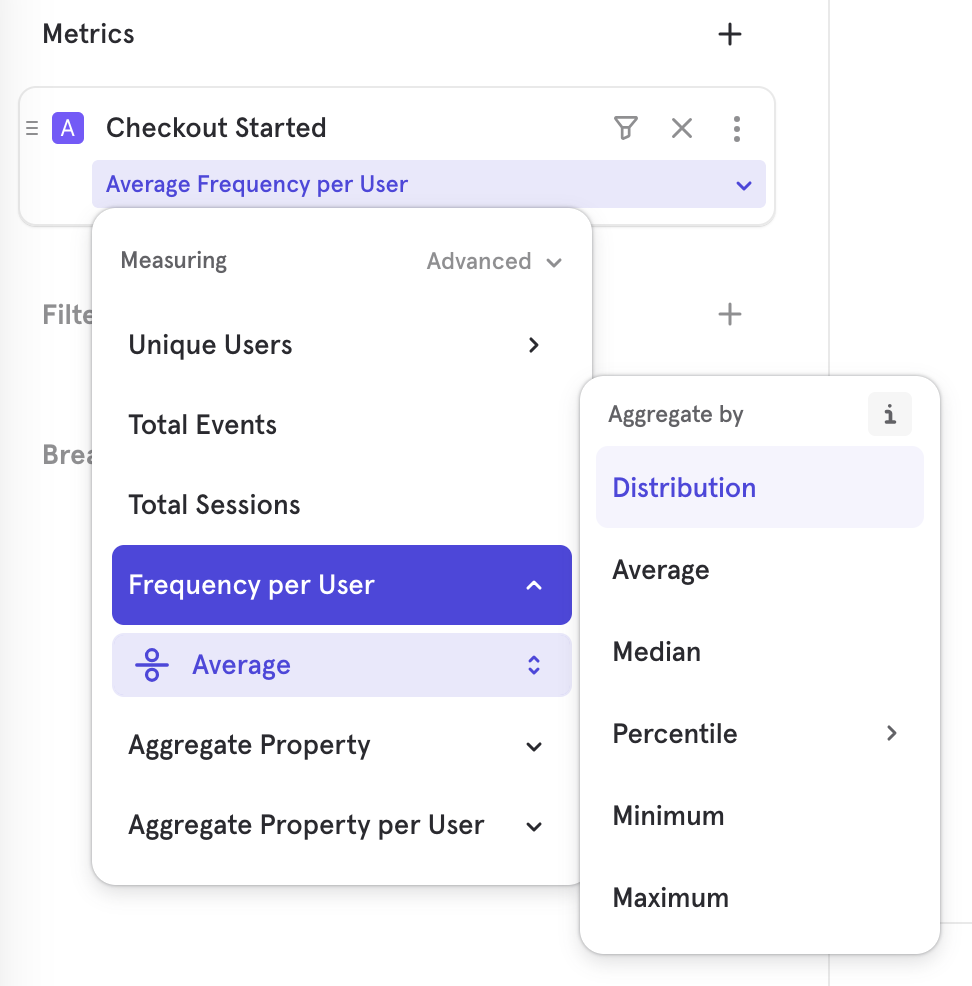 Metrics
A Checkout Started
Average Frequency per User
Measuring Advanced
Filte
Unique Users
Total Events
Aggregate by i
Brea
Distribution
Total Sessions
Average
Frequency per User
Median
Average
Percentile
Aggregate Property
Minimum
Aggregate Property per User
Maximum